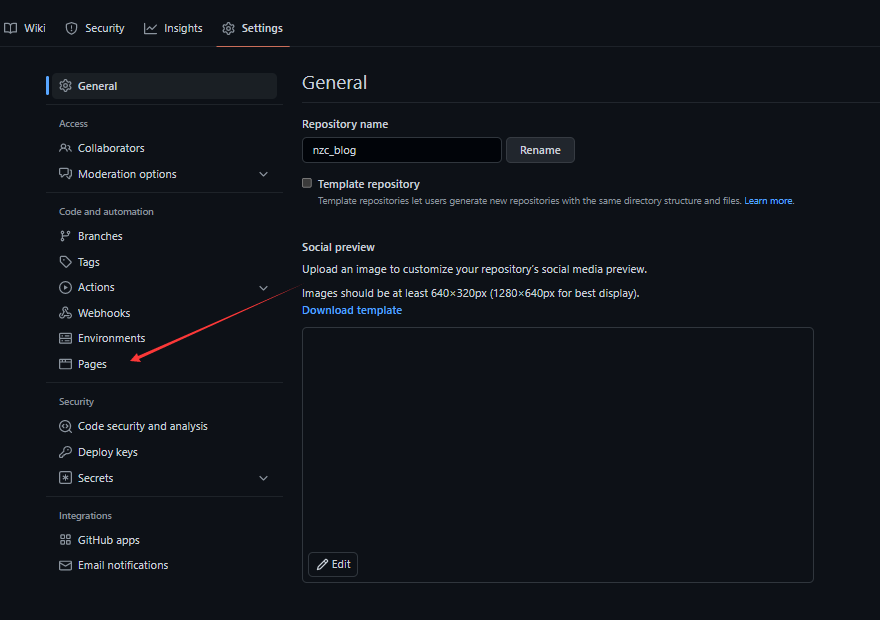 Wiki Security Insights Settings
General
Access
Collaborators
Moderation options
Code and automation
Branches
Tags
Actions
Webhooks
Environments
Pages
Security
Code security and analysis
Deploy keys
Secrets
Integrations
GitHub apps
Email notifications
General
Repository name
nzc_blog Rename
Template repository
Template repositories let users generate new repositories with the same directory structure and files. Learn more.
Social preview
Upload an image to customize your repository's social media preview.
Images should be at least 640×320px (1280×640px for best display).
Download template
Edit